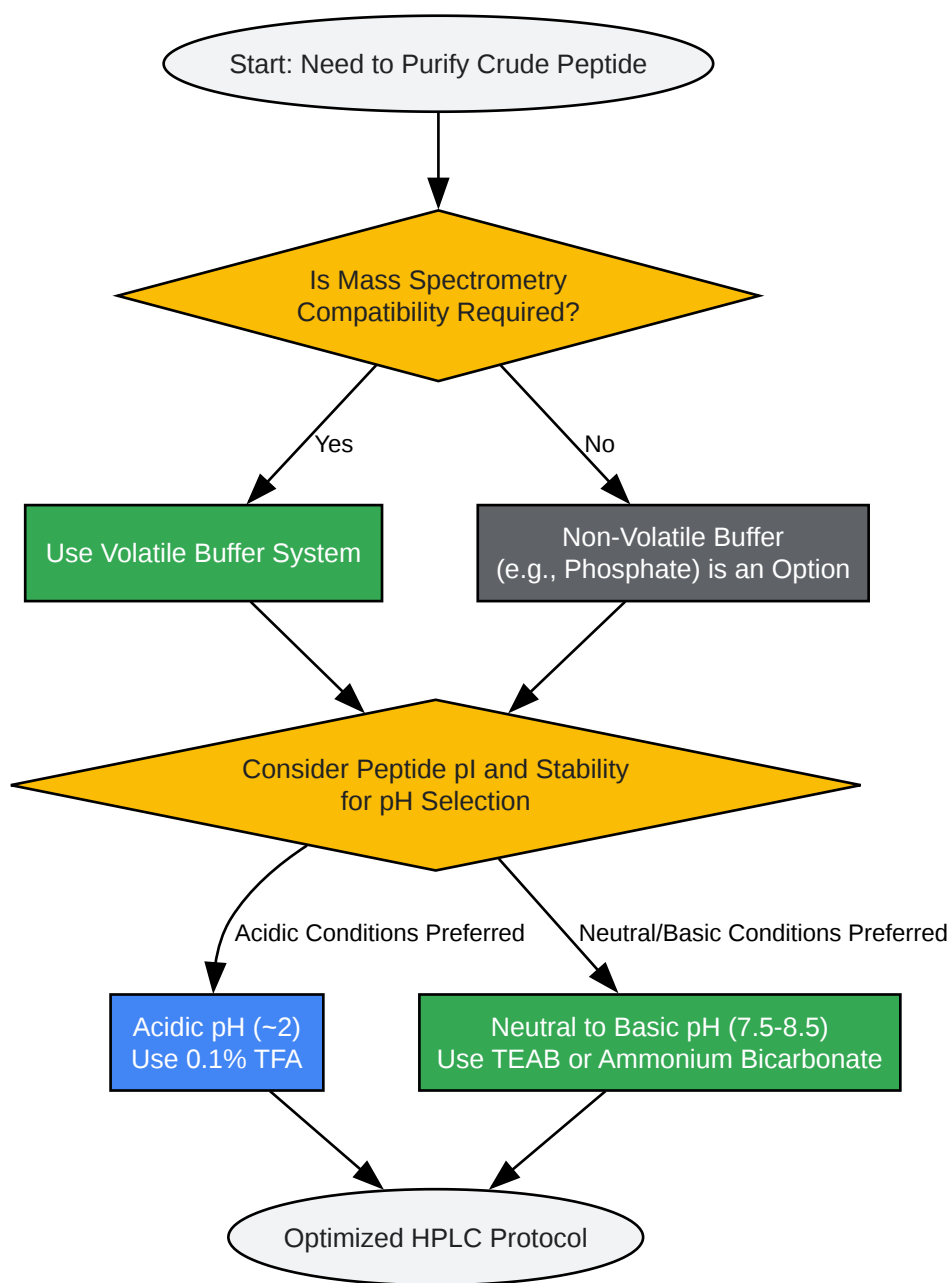 Start: Need to Purify Crude Peptide
Is Mass Spectrometry
Compatibility Required?
Yes
No
Use Volatile Buffer System
Non-Volatile Buffer
(e.g., Phosphate) is an Option
Consider Peptide pI and Stability
for pH Selection
Acidic Conditions Preferred
Neutral/Basic Conditions Preferred
Acidic pH (~2)
Use 0.1% TFA
Neutral to Basic pH (7.5-8.5)
Use TEAB or Ammonium Bicarbonate
Optimized HPLC Protocol